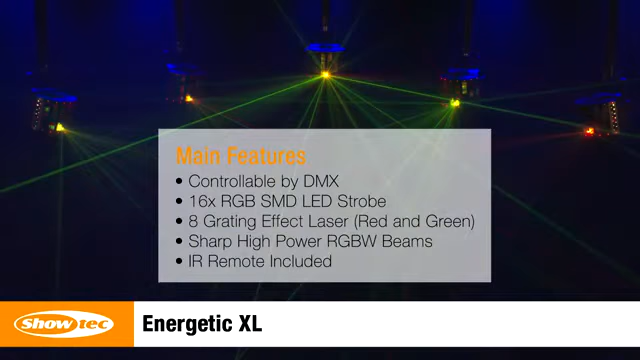 Main Features
• Controllable by DMX
• 16x RGB SMD LED Strobe
• 8 Grating Effect Laser (Red and Green)
• Sharp High Power RGBW Beams
• IR Remote Included
Showtec
Energetic XL